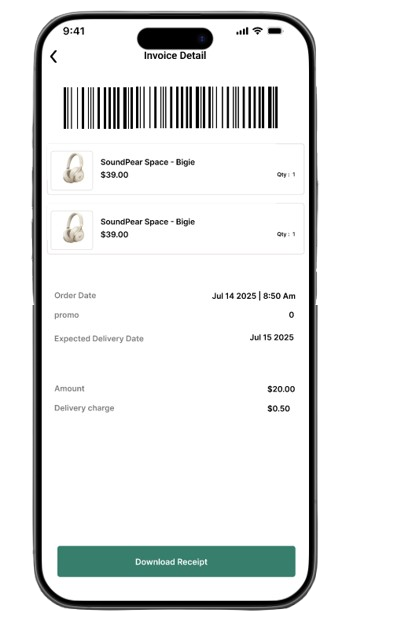 9:41
Invoice Detail
SoundPear Space - Bigie
$39.00
Qty : 1
SoundPear Space - Bigie
$39.00
Qty : 1
Order Date Jul 14 2025 | 8:50 Am
promo 0
Expected Delivery Date Jul 15 2025
Amount $20.00
Delivery charge $0.50
Download Receipt